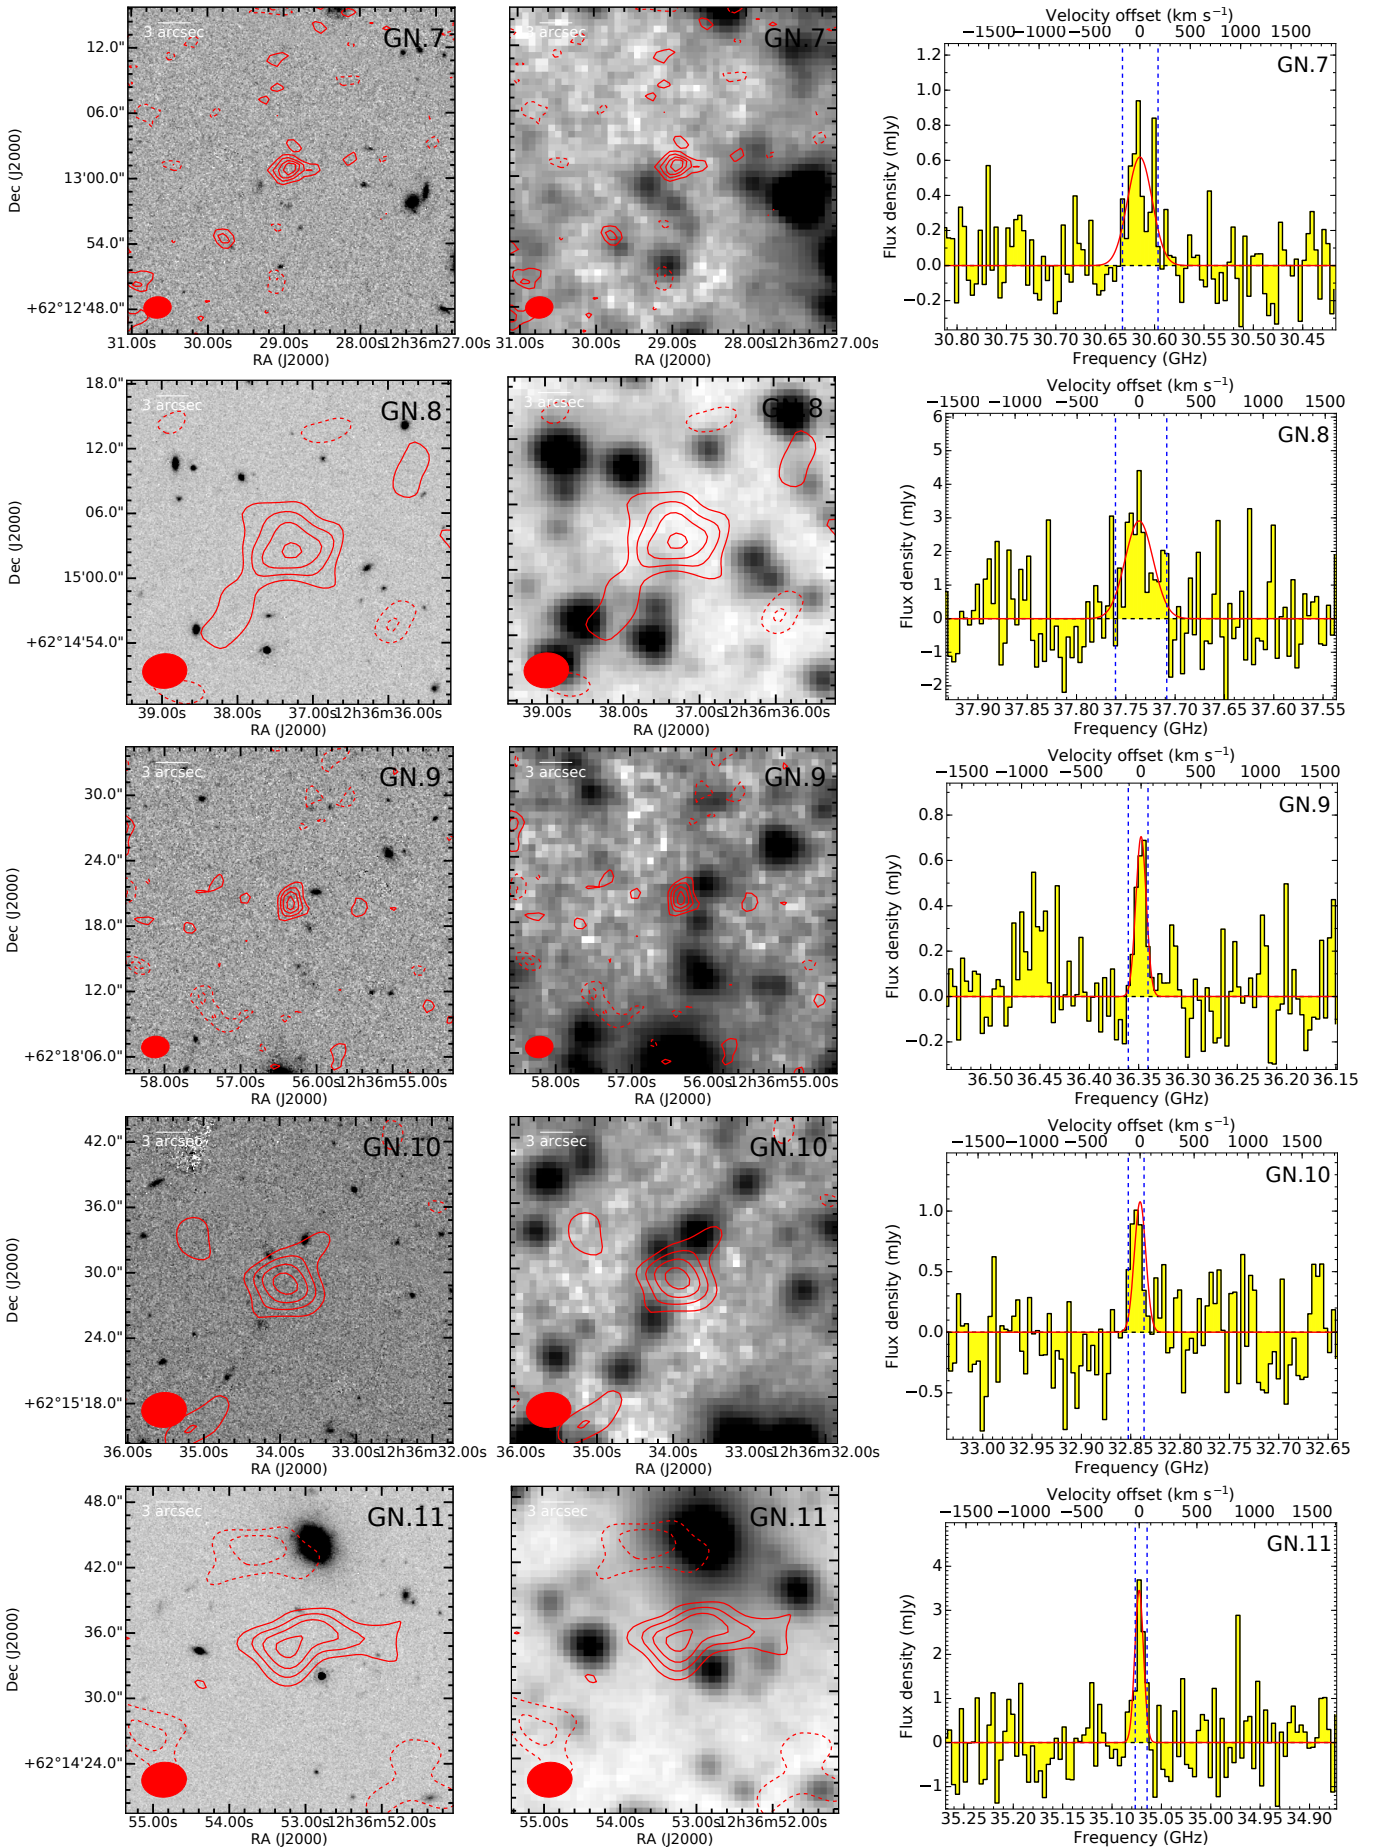 3 arcsec GN.7
12.0"
06.0"
13'00.0"
54.0"
+62°12'48.0"
Dec (J2000)
31.00s 30.00s 29.00s 28.00s 12h36m27.00s
RA (J2000)
3 arcsec GN.7
31.00s 30.00s 29.00s 28.00s 12h36m27.00s
RA (J2000)
Velocity offset (km s⁻¹)
−1500 −1000 −500 0 500 1000 1500
GN.7
1.2
1.0
0.8
0.6
0.4
0.2
0.0
−0.2
Flux density (mJy)
30.80 30.75 30.70 30.65 30.60 30.55 30.50 30.45
Frequency (GHz)
3 arcsec GN.8
18.0"
12.0"
06.0"
15'00.0"
+62°14'54.0"
Dec (J2000)
39.00s 38.00s 37.00s 12h36m36.00s
RA (J2000)
3 arcsec GN.8
39.00s 38.00s 37.00s 12h36m36.00s
RA (J2000)
Velocity offset (km s⁻¹)
−1500 −1000 −500 0 500 1000 1500
GN.8
6
5
4
3
2
1
0
−1
−2
Flux density (mJy)
37.90 37.85 37.80 37.75 37.70 37.65 37.60 37.55
Frequency (GHz)
3 arcsec GN.9
30.0"
24.0"
18.0"
12.0"
+62°18'06.0"
Dec (J2000)
58.00s 57.00s 56.00s 12h36m55.00s
RA (J2000)
3 arcsec GN.9
58.00s 57.00s 56.00s 12h36m55.00s
RA (J2000)
Velocity offset (km s⁻¹)
−1500 −1000 −500 0 500 1000 1500
GN.9
0.8
0.6
0.4
0.2
0.0
−0.2
Flux density (mJy)
36.50 36.45 36.40 36.35 36.30 36.25 36.20 36.15
Frequency (GHz)
3 arcsec GN.10
42.0"
36.0"
30.0"
24.0"
+62°15'18.0"
Dec (J2000)
36.00s 35.00s 34.00s 33.00s 12h36m32.00s
RA (J2000)
3 arcsec GN.10
36.00s 35.00s 34.00s 33.00s 12h36m32.00s
RA (J2000)
Velocity offset (km s⁻¹)
−1500 −1000 −500 0 500 1000 1500
GN.10
1.0
0.5
0.0
−0.5
Flux density (mJy)
33.00 32.95 32.90 32.85 32.80 32.75 32.70 32.65
Frequency (GHz)
3 arcsec GN.11
48.0"
42.0"
36.0"
30.0"
+62°14'24.0"
Dec (J2000)
55.00s 54.00s 53.00s 12h36m52.00s
RA (J2000)
3 arcsec GN.11
55.00s 54.00s 53.00s 12h36m52.00s
RA (J2000)
Velocity offset (km s⁻¹)
−1500 −1000 −500 0 500 1000 1500
GN.11
4
3
2
1
0
−1
Flux density (mJy)
35.25 35.20 35.15 35.10 35.05 35.00 34.95 34.90
Frequency (GHz)